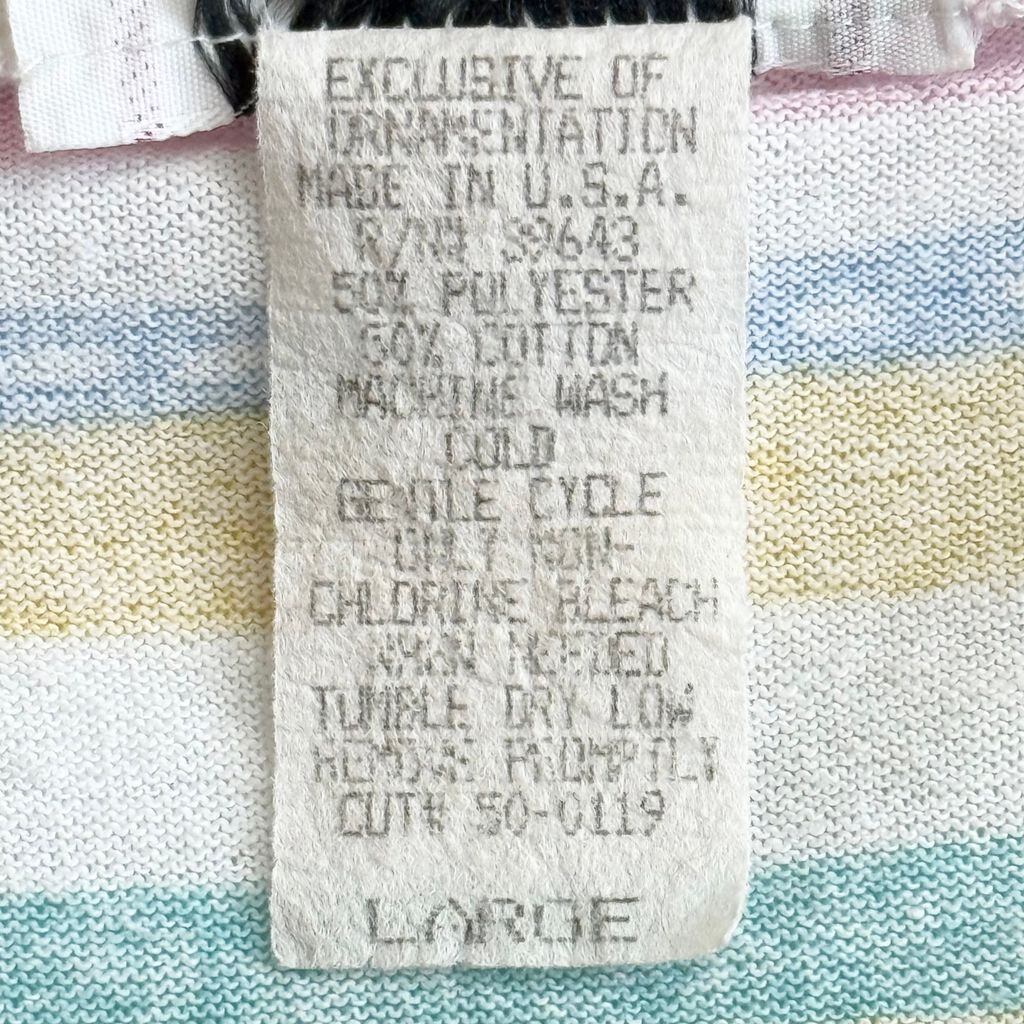 EXCLUSIVE OF
ORNAMENTATION
MADE IN U.S.A.
R/N# 39643
50% POLYESTER
50% COTTON
MACHINE WASH
COLD
GENTLE CYCLE
ONLY NON-
CHLORINE BLEACH
WHEN NEEDED
TUMBLE DRY LOW
REMOVE PROMPTLY
CUT# 50-0119
LARGE